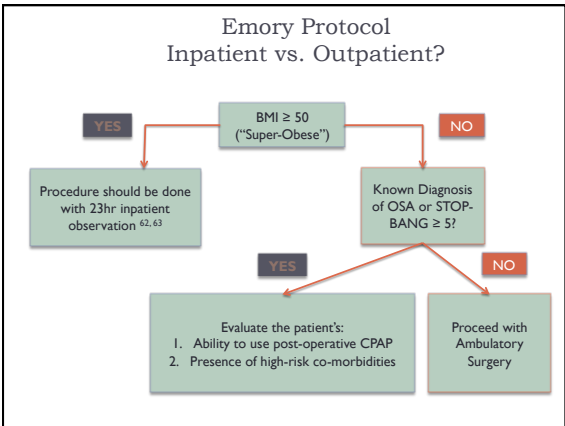 Emory Protocol
Inpatient vs. Outpatient?
BMI ≥ 50
("Super-Obese")
YES
NO
Procedure should be done
with 23hr inpatient
observation 62, 63
Known Diagnosis
of OSA or STOP-
BANG ≥ 5?
YES
NO
Evaluate the patient's:
1. Ability to use post-operative CPAP
2. Presence of high-risk co-morbidities
Proceed with
Ambulatory
Surgery